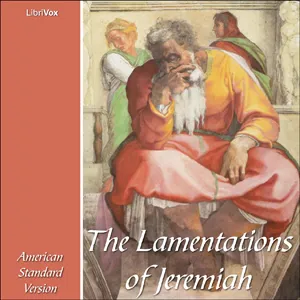 LibriVox
The Lamentations
of Jeremiah
American
Standard
Version